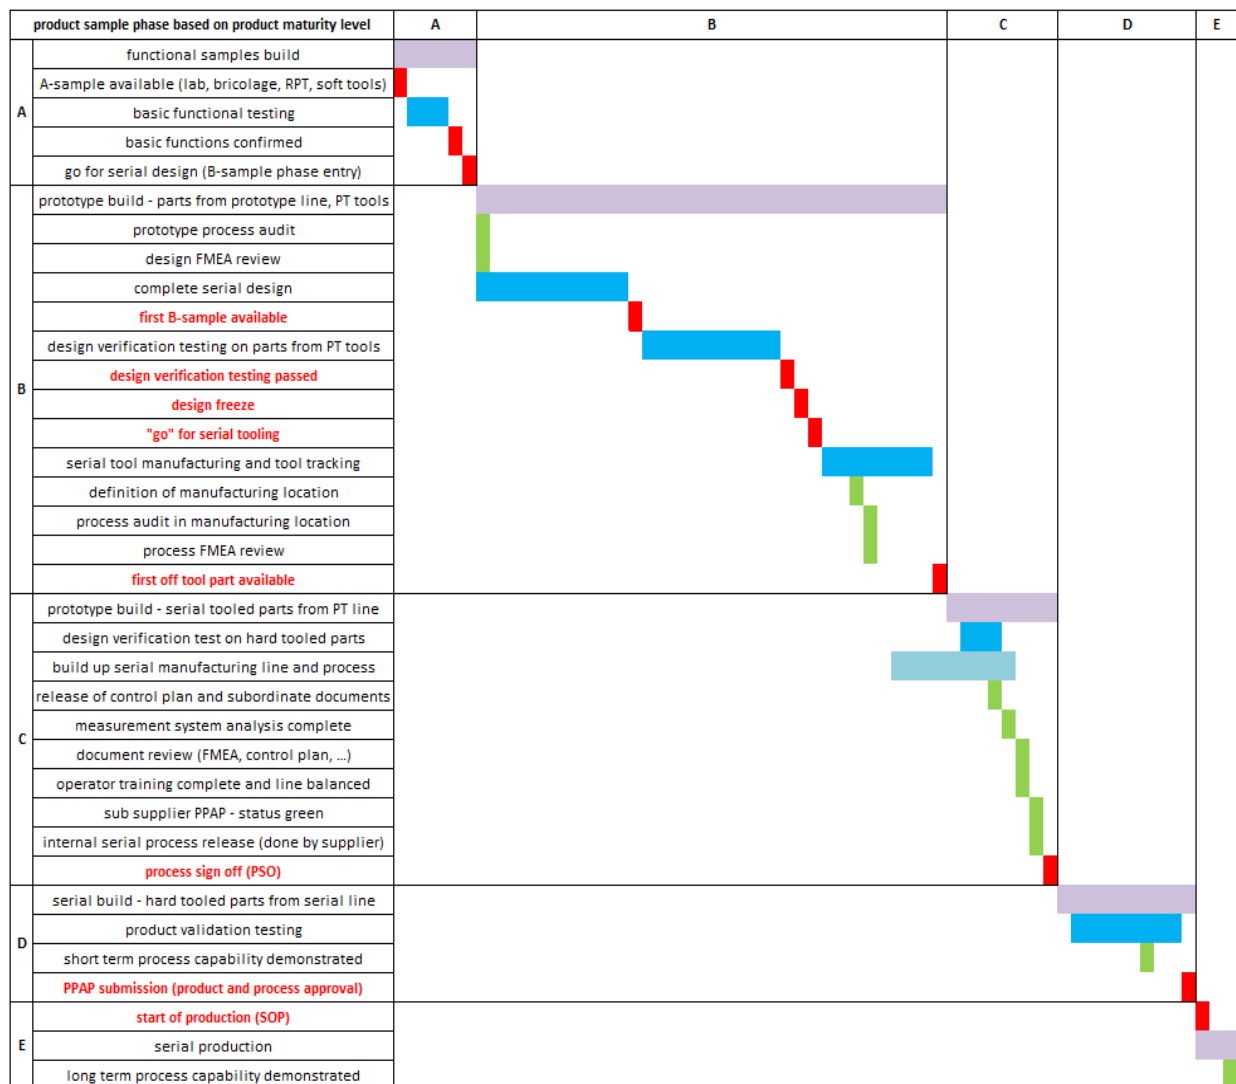 product sample phase based on product maturity level A B C D E
A
functional samples build
A-sample available (lab, bricolage, RPT, soft tools)
basic functional testing
basic functions confirmed
go for serial design (B-sample phase entry)
B
prototype build - parts from prototype line, PT tools
prototype process audit
design FMEA review
complete serial design
first B-sample available
design verification testing on parts from PT tools
design verification testing passed
design freeze
"go" for serial tooling
serial tool manufacturing and tool tracking
definition of manufacturing location
process audit in manufacturing location
process FMEA review
first off tool part available
C
prototype build - serial tooled parts from PT line
design verification test on hard tooled parts
build up serial manufacturing line and process
release of control plan and subordinate documents
measurement system analysis complete
document review (FMEA, control plan, ...)
operator training complete and line balanced
sub supplier PPAP - status green
internal serial process release (done by supplier)
process sign off (PSO)
D
serial build - hard tooled parts from serial line
product validation testing
short term process capability demonstrated
PPAP submission (product and process approval)
E
start of production (SOP)
serial production
long term process capability demonstrated